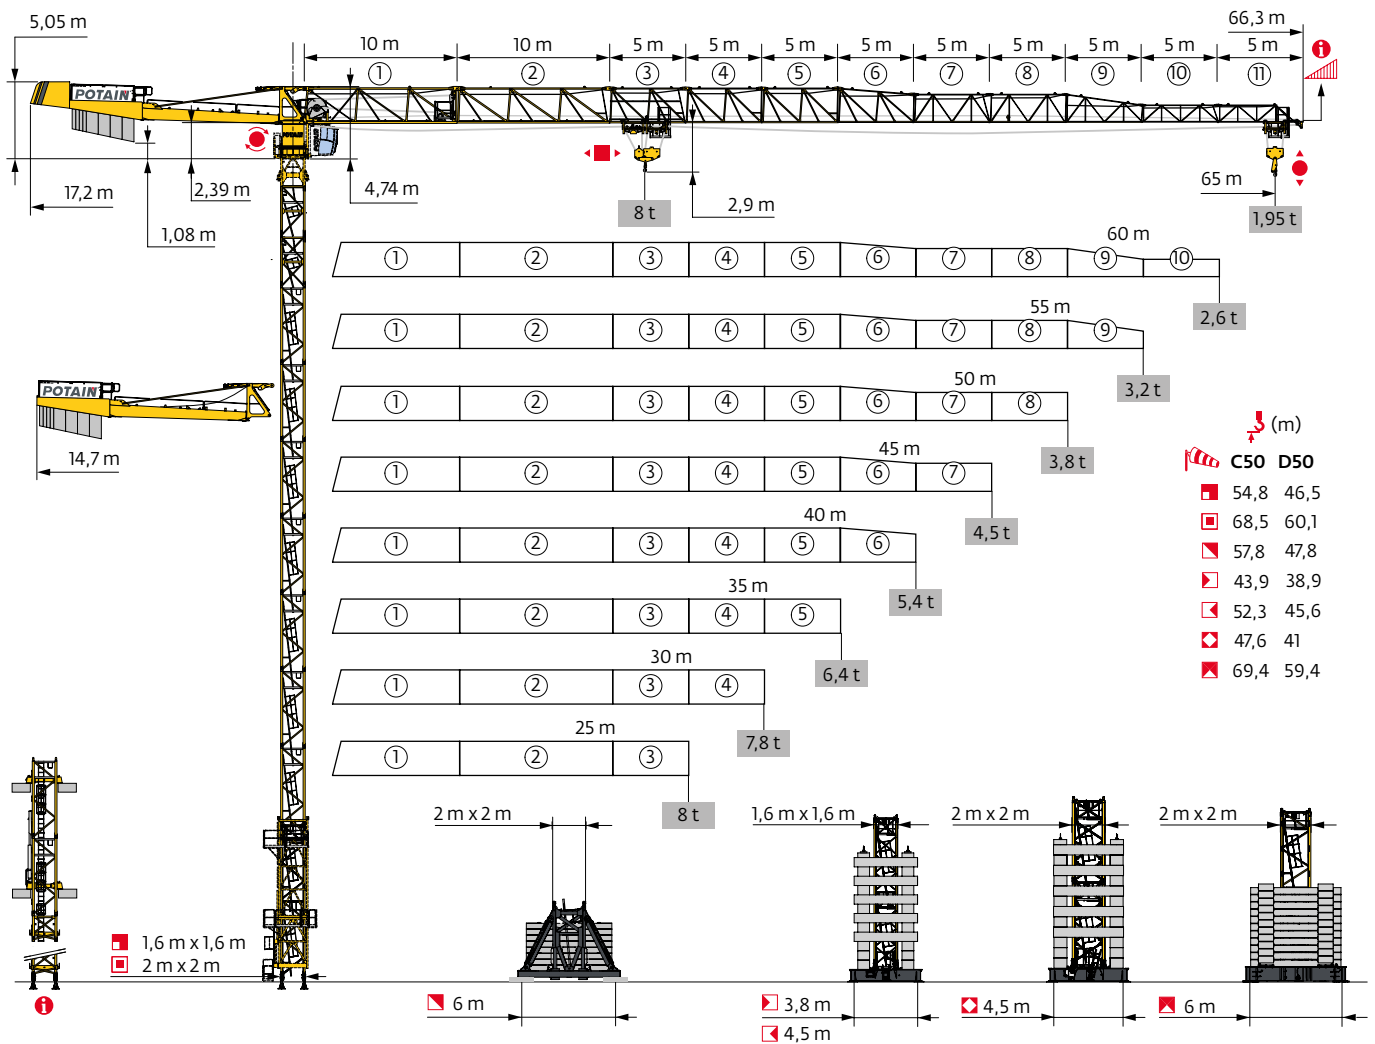 5,05 m
66,3 m
10 m 10 m 5 m 5 m 5 m 5 m 5 m 5 m 5 m 5 m 5 m
① ② ③ ④ ⑤ ⑥ ⑦ ⑧ ⑨ ⑩ ⑪
i
POTAIN
POTAIN
17,2 m
2,39 m
4,74 m
65 m
1,08 m
8 t
2,9 m
1,95 t
60 m
① ② ③ ④ ⑤ ⑥ ⑦ ⑧ ⑨ ⑩
2,6 t
55 m
① ② ③ ④ ⑤ ⑥ ⑦ ⑧ ⑨
3,2 t
POTAIN
14,7 m
50 m
① ② ③ ④ ⑤ ⑥ ⑦ ⑧
3,8 t
45 m
① ② ③ ④ ⑤ ⑥ ⑦
4,5 t
40 m
① ② ③ ④ ⑤ ⑥
5,4 t
35 m
① ② ③ ④ ⑤
6,4 t
30 m
① ② ③ ④
7,8 t
25 m
① ② ③
8 t
(m)
C50 D50
54,8 46,5
68,5 60,1
57,8 47,8
43,9 38,9
52,3 45,6
47,6 41
69,4 59,4
2 m x 2 m
1,6 m x 1,6 m
2 m x 2 m
2 m x 2 m
1,6 m x 1,6 m
2 m x 2 m
i
6 m
3,8 m
4,5 m
4,5 m
6 m